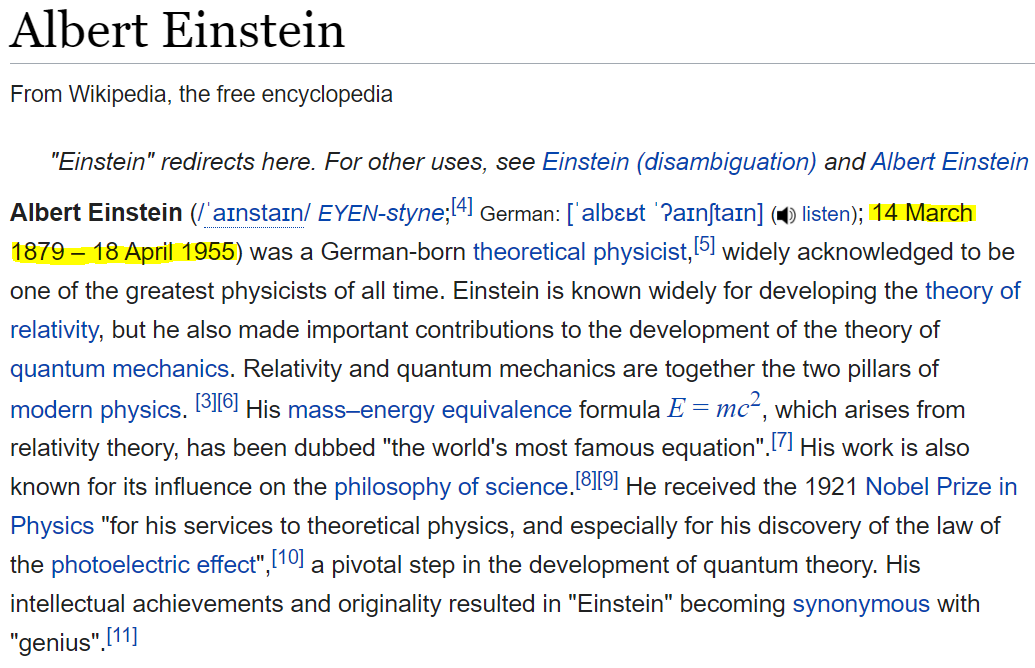 Albert Einstein
From Wikipedia, the free encyclopedia
"Einstein" redirects here. For other uses, see Einstein (disambiguation) and Albert Einstein
Albert Einstein (/ˈaɪnstaɪn/ EYEN-styne;[4] German: [ˈalbɛʁt ˈʔaɪnʃtaɪn] (listen); 14 March
1879 – 18 April 1955) was a German-born theoretical physicist,[5] widely acknowledged to be
one of the greatest physicists of all time. Einstein is known widely for developing the theory of
relativity, but he also made important contributions to the development of the theory of
quantum mechanics. Relativity and quantum mechanics are together the two pillars of
modern physics. [3][6] His mass–energy equivalence formula E = mc², which arises from
relativity theory, has been dubbed "the world's most famous equation".[7] His work is also
known for its influence on the philosophy of science.[8][9] He received the 1921 Nobel Prize in
Physics "for his services to theoretical physics, and especially for his discovery of the law of
the photoelectric effect",[10] a pivotal step in the development of quantum theory. His
intellectual achievements and originality resulted in "Einstein" becoming synonymous with
"genius".[11]